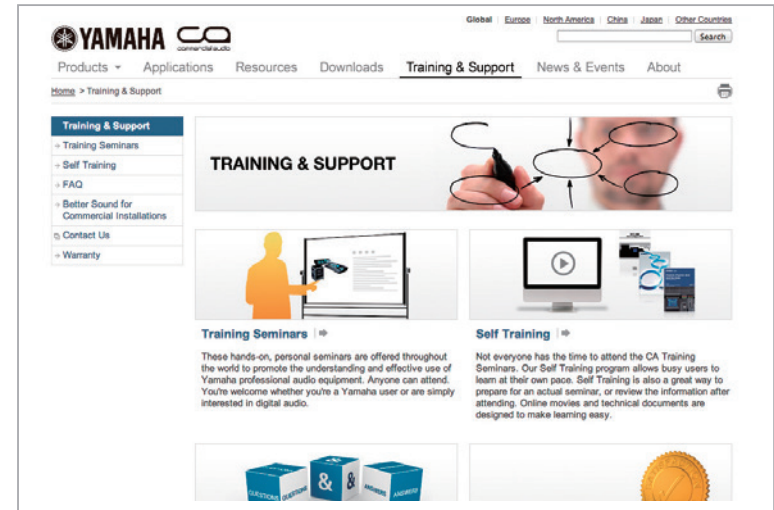 Global Europe North America China Japan Other Countries
YAMAHA CA
commercial audio
Search
Products Applications Resources Downloads Training & Support News & Events About
Home > Training & Support
Training & Support
Training Seminars
Self Training
FAQ
Better Sound for
Commercial Installations
Contact Us
Warranty
TRAINING & SUPPORT
Training Seminars
These hands-on, personal seminars are offered throughout
the world to promote the understanding and effective use of
Yamaha professional audio equipment. Anyone can attend.
You're welcome whether you're a Yamaha user or are simply
interested in digital audio.
Self Training
Not everyone has the time to attend the CA Training
Seminars. Our Self Training program allows busy users to
learn at their own pace. Self Training is also a great way to
prepare for an actual seminar, or review the information after
attending. Online movies and technical documents are
designed to make learning easy.
QUESTIONS QUESTIONS & & ANSWERS ANSWERS